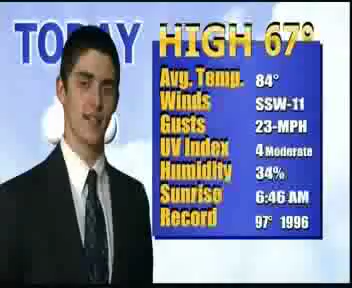 TODAY HIGH 67°
Avg. Temp. 84°
Winds SSW-11
Gusts 23-MPH
UV Index 4 Moderate
Humidity 34%
Sunrise 6:46 AM
Record 97° 1996